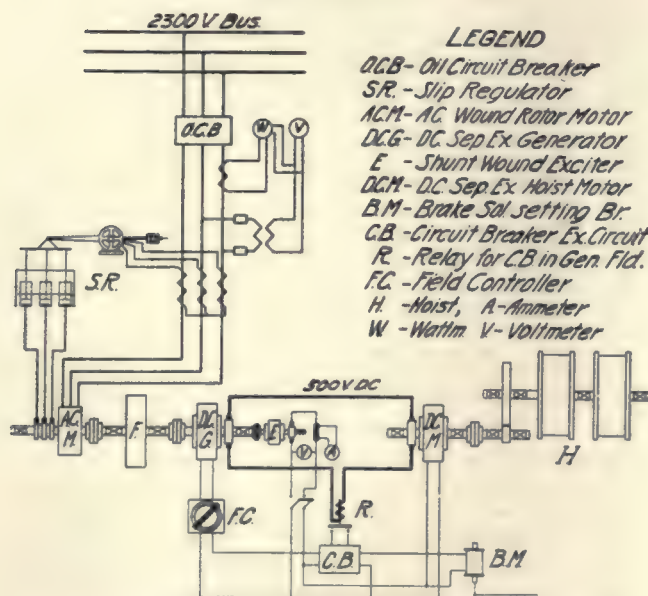 2300 V Bus.
LEGEND
O.C.B - Oil Circuit Breaker
S.R. - Slip Regulator
A.C.M - A.C. Wound Rotor Motor
D.C.G - D.C. Sep. Ex. Generator
E - Shunt Wound Exciter
D.C.M. - D.C. Sep. Ex. Hoist Motor
B.M - Brake Sol. setting Br.
C.B. - Circuit Breaker Ex. Circuit
R. - Relay for C.B. in Gen. Fld.
F.C. - Field Controller
H. - Hoist, A - Ammeter
W - Wattm. V - Voltmeter
O.C.B
W V
S.R.
500 V. D.C.
A.C. M.
F.
D.C. G
E
V
A
D.C. M
H
F.C.
R.
C.B.
B.M